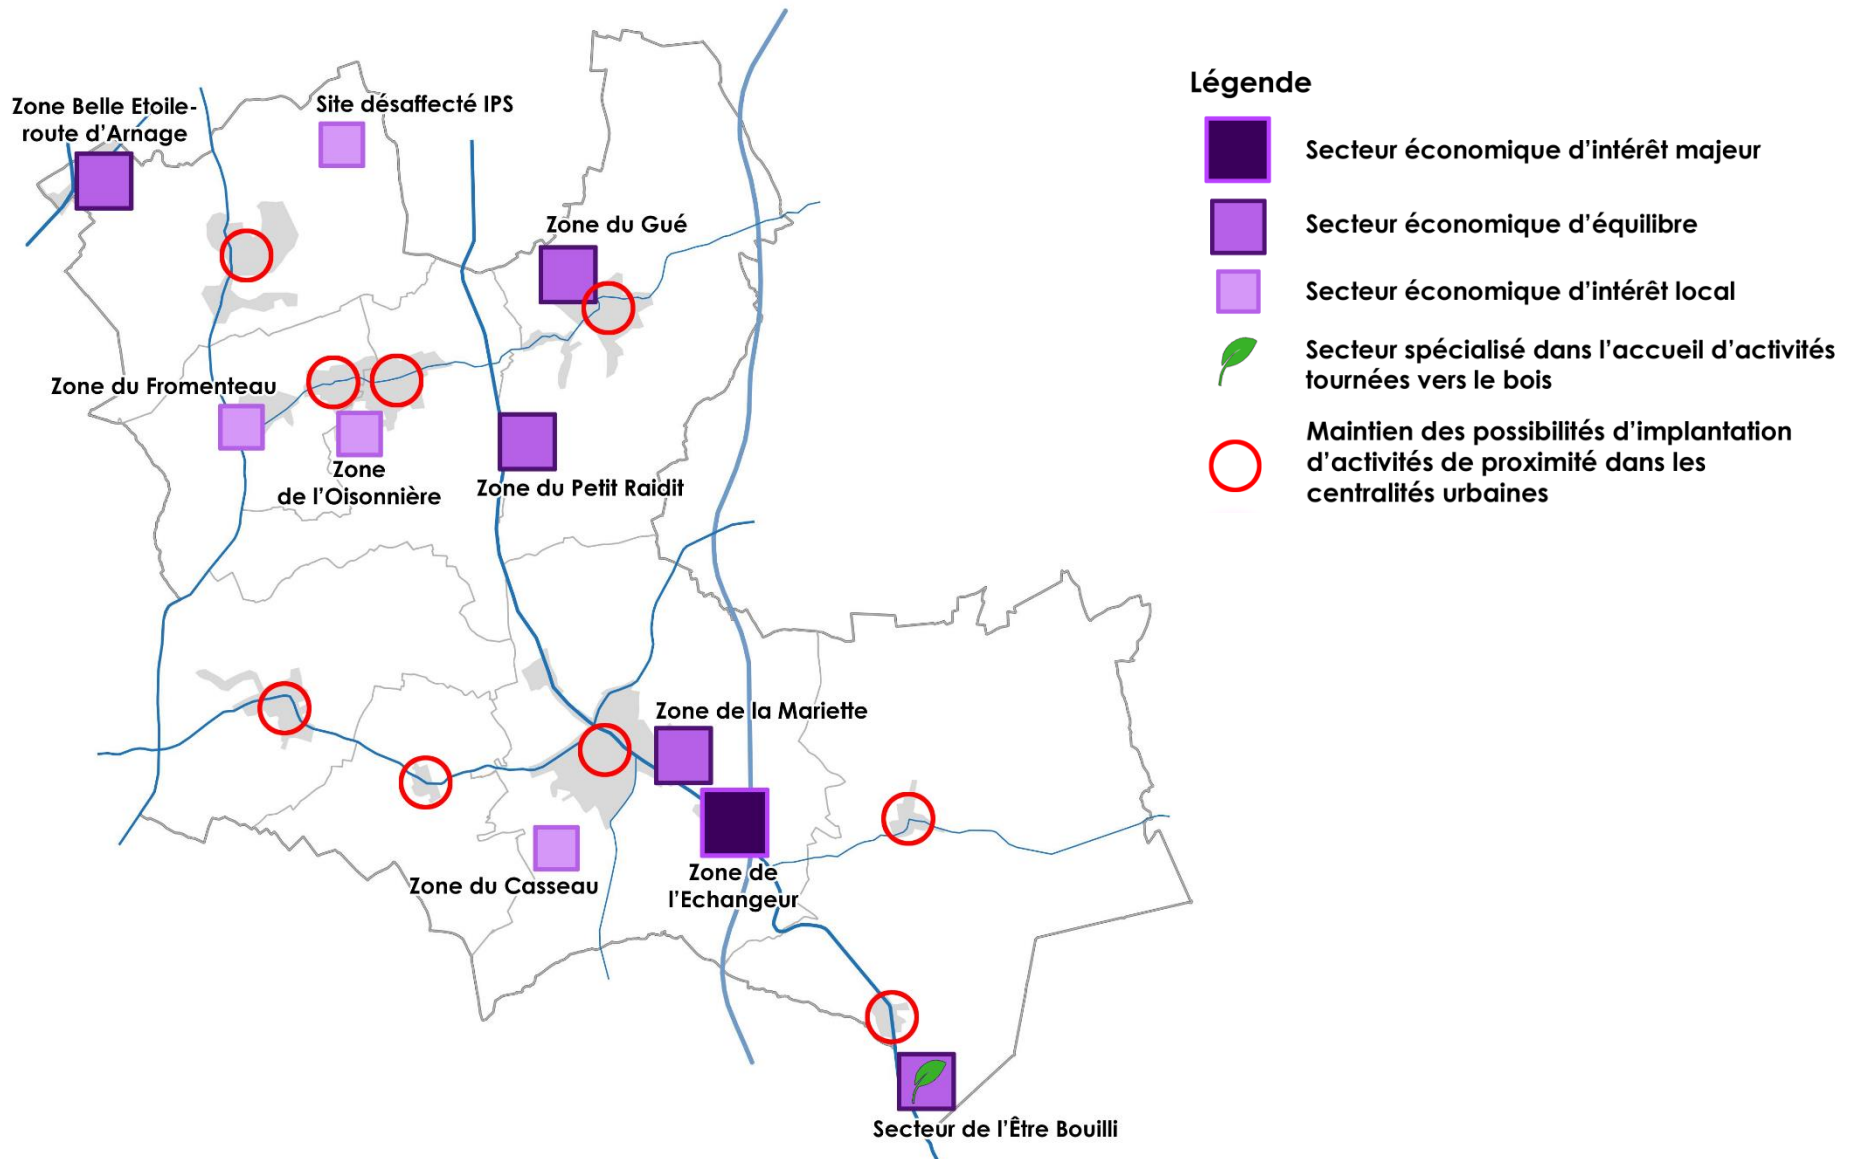 Zone Belle Etoile-
route d'Arnage
Site désaffecté IPS
Zone du Gué
Zone du Fromenteau
Zone
de l'Oisonnière
Zone du Petit Raidit
Zone de la Mariette
Zone de
l'Echangeur
Zone du Casseau
Secteur de l'Être Bouilli
Légende
Secteur économique d'intérêt majeur
Secteur économique d'équilibre
Secteur économique d'intérêt local
Secteur spécialisé dans l'accueil d'activités
tournées vers le bois
Maintien des possibilités d'implantation
d'activités de proximité dans les
centralités urbaines